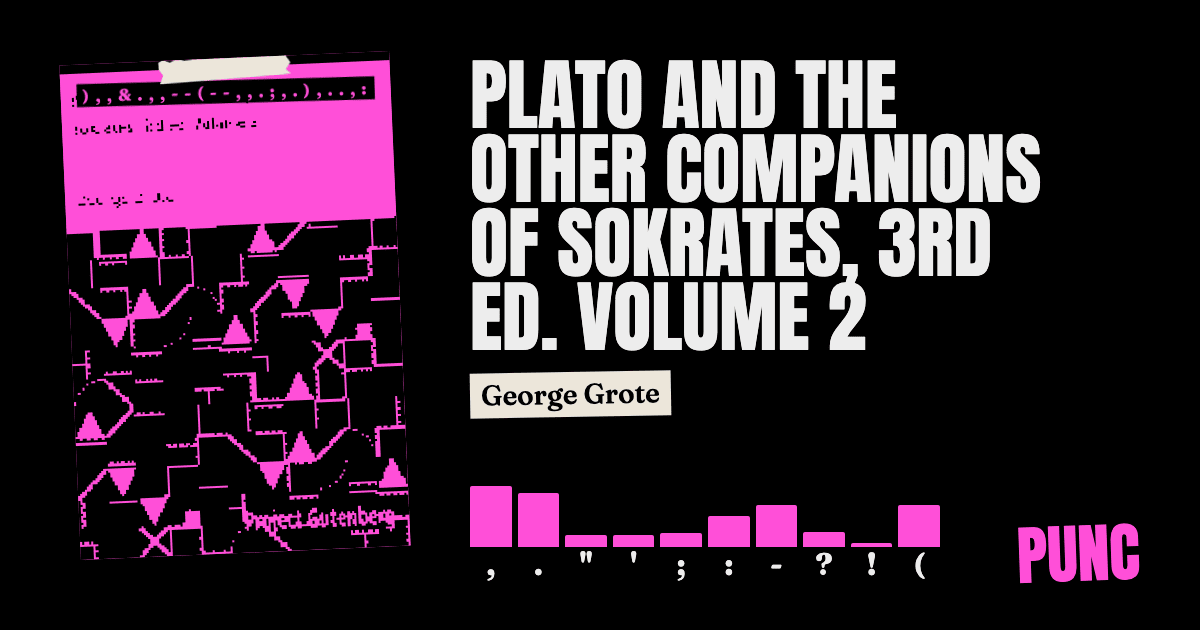 ),,&.,,--(--,,.;,.),..,:
PLATO AND THE
OTHER COMPANIONS
OF SOKRATES, 3RD
ED. VOLUME 2
George Grote
Project Gutenberg
, . " ' ; : - ? ! (
PUNC